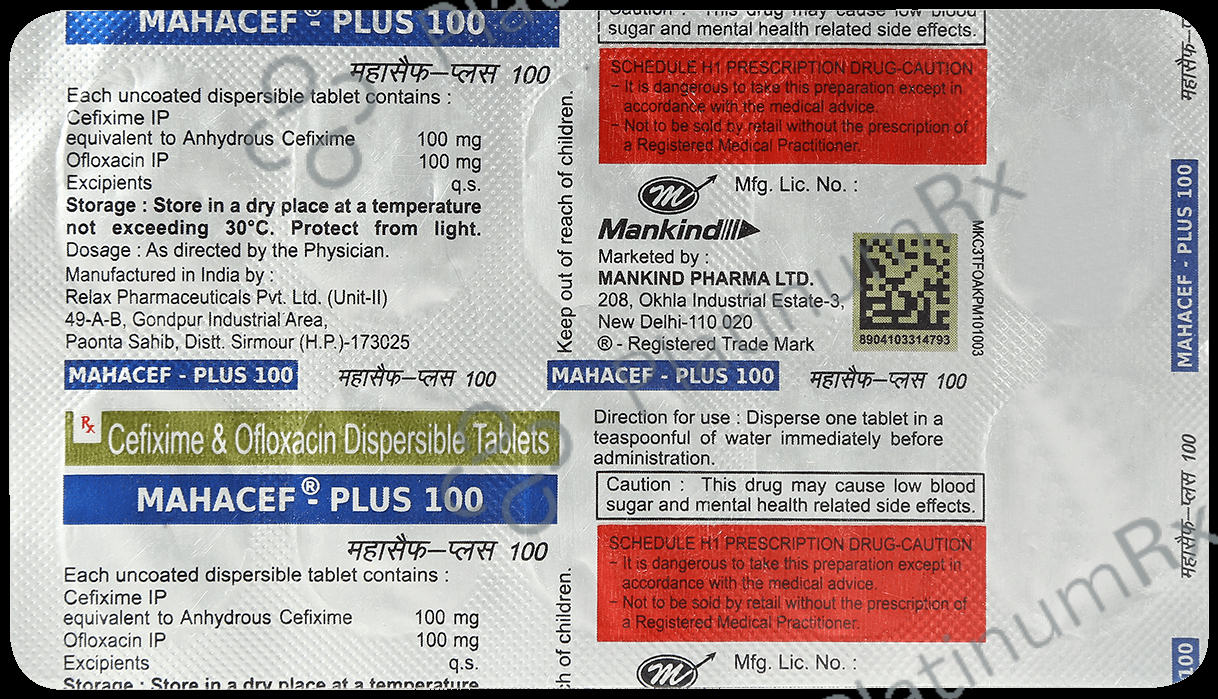 MAHACEF® - PLUS 100
महासैफ–प्लस 100
Each uncoated dispersible tablet contains :
Cefixime IP
equivalent to Anhydrous Cefixime 100 mg
Ofloxacin IP 100 mg
Excipients q.s.
Storage : Store in a dry place at a temperature
not exceeding 30°C. Protect from light.
Dosage : As directed by the Physician.
Manufactured in India by :
Relax Pharmaceuticals Pvt. Ltd. (Unit-II)
49-A-B, Gondpur Industrial Area,
Paonta Sahib, Distt. Sirmour (H.P.)-173025
MAHACEF - PLUS 100 महासैफ–प्लस 100
Rx Cefixime & Ofloxacin Dispersible Tablets
MAHACEF® - PLUS 100
महासैफ–प्लस 100
Each uncoated dispersible tablet contains :
Cefixime IP
equivalent to Anhydrous Cefixime 100 mg
Ofloxacin IP 100 mg
Excipients q.s.
Storage : Store in a dry place at a temperature
Keep out of reach of children.
ch of children.
Caution : This drug may cause low blood
sugar and mental health related side effects.
SCHEDULE H1 PRESCRIPTION DRUG-CAUTION
– It is dangerous to take this preparation except in
accordance with the medical advice.
– Not to be sold by retail without the prescription of
a Registered Medical Practitioner.
m Mfg. Lic. No. :
Mankind
Marketed by :
MANKIND PHARMA LTD.
208, Okhla Industrial Estate-3,
New Delhi-110 020
® - Registered Trade Mark
8904103314793
MKC3TFOAKPM101003
MAHACEF - PLUS 100 महासैफ–प्लस 100
Direction for use : Disperse one tablet in a
teaspoonful of water immediately before
administration.
Caution : This drug may cause low blood
sugar and mental health related side effects.
SCHEDULE H1 PRESCRIPTION DRUG-CAUTION
– It is dangerous to take this preparation except in
accordance with the medical advice.
– Not to be sold by retail without the prescription of
a Registered Medical Practitioner.
m Mfg. Lic. No. :
महासैफ–प
MAHACEF - PLUS 100
महासैफ–प्लस 100
100
PlatinumRx
PlatinumRx
PlatinumRx